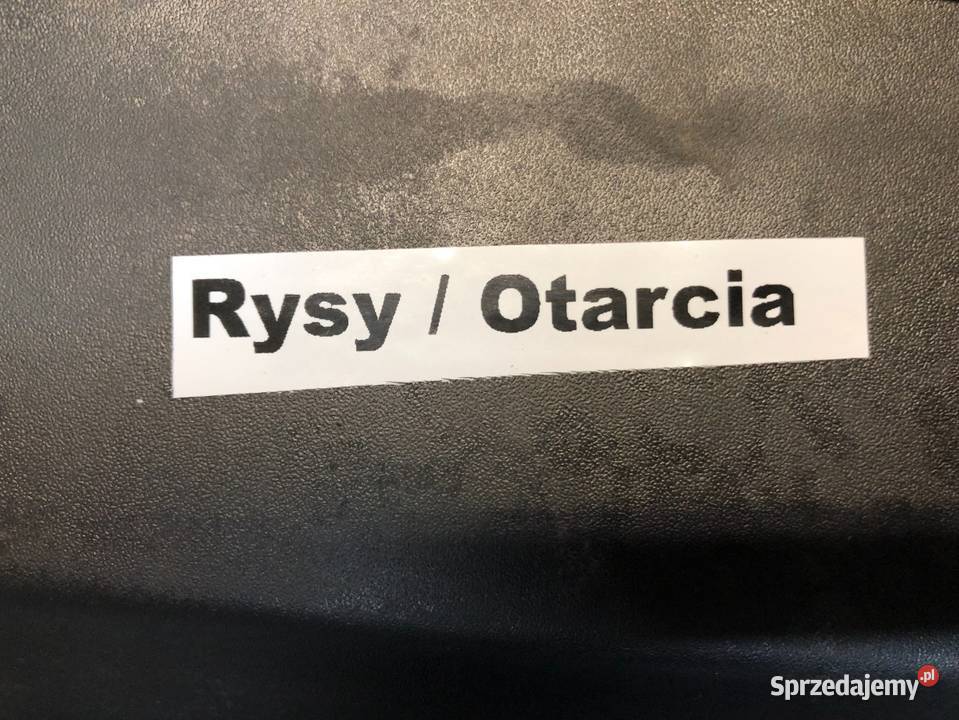 Rysy / Otarcia
Sprzedajemy.pl